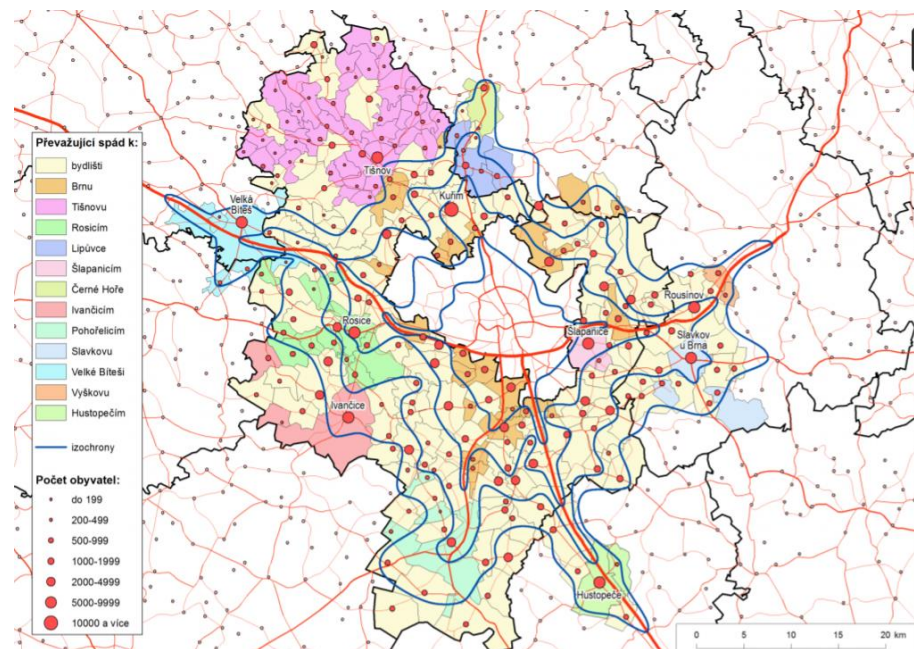 Převažující spád k:
bydlišti
Brnu
Tišnovu
Rosicím
Lipůvce
Šlapanicím
Černé Hoře
Ivančicím
Pohořelicím
Slavkovu
Velké Bíteši
Vyškovu
Hustopečím
izochrony
Počet obyvatel:
do 199
200-499
500-999
1000-1999
2000-4999
5000-9999
10000 a více
Tišnov
Kuřim
Velká
Bíteš
Rosice
Ivančice
Šlapanice
Rousínov
Slavkov
u Brna
Hustopeče
0 5 10 20 km